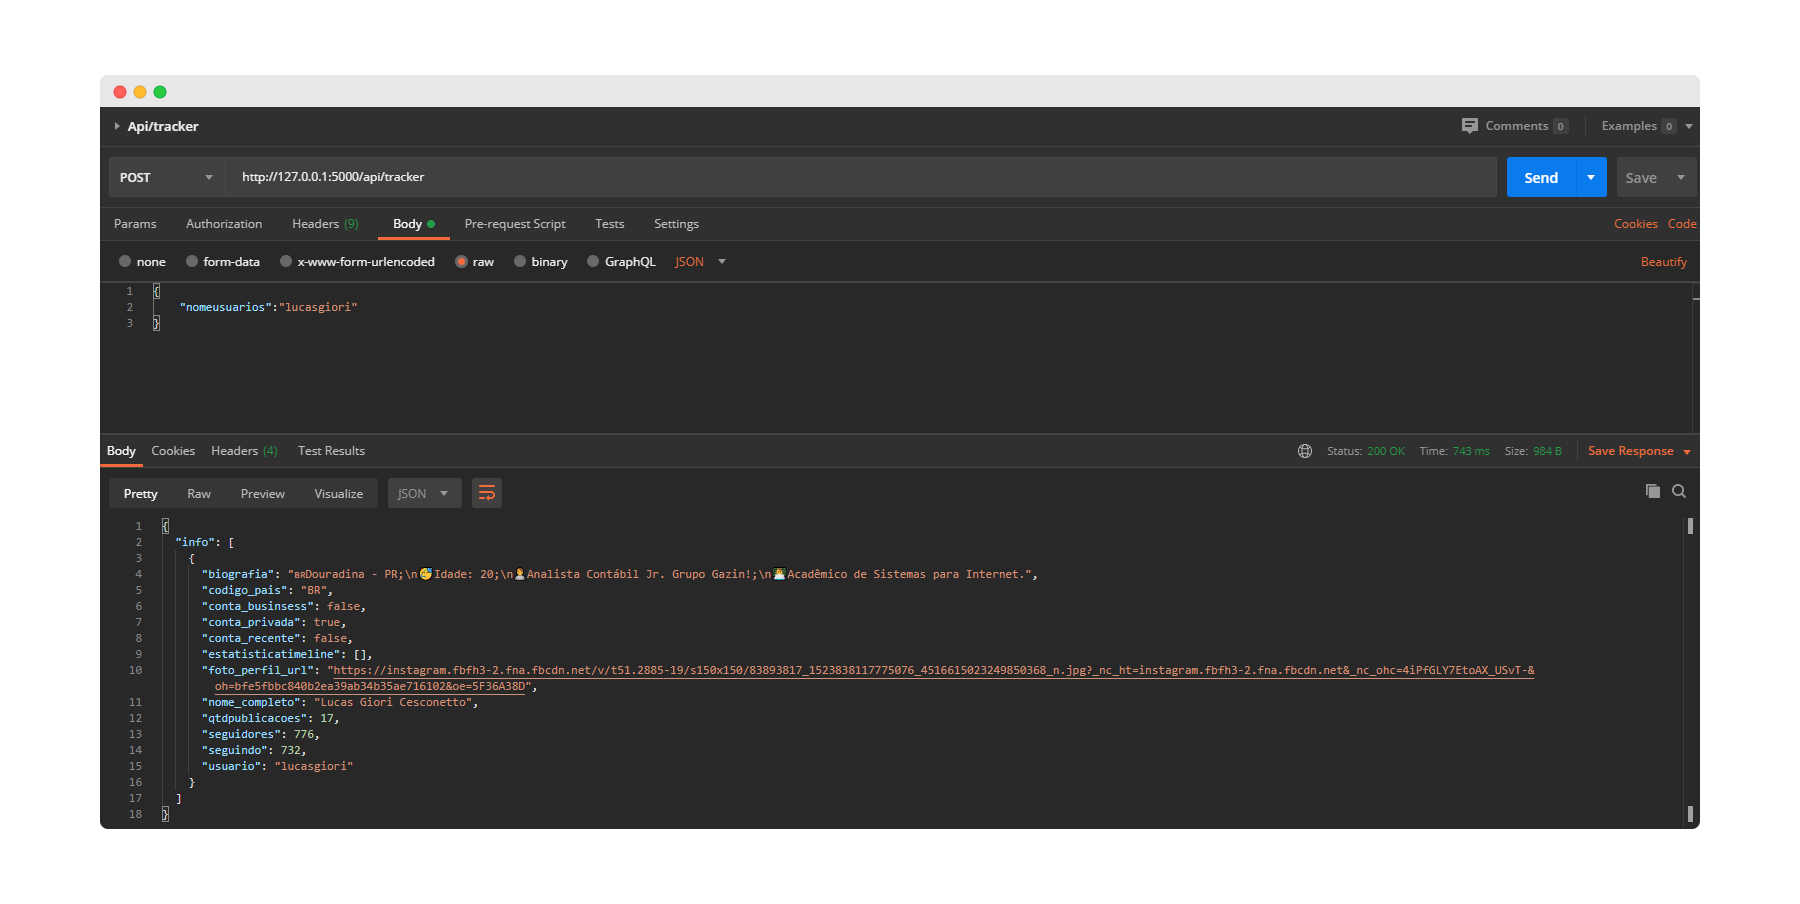 Api/tracker
Comments 0
Examples 0
POST
http://127.0.0.1:5000/api/tracker
Send
Save
Params Authorization Headers (9) Body Pre-request Script Tests Settings
Cookies Code
none form-data x-www-form-urlencoded raw binary GraphQL JSON
Beautify
1 {
2 "nomeusuarios":"lucasgiori"
3 }
Body Cookies Headers (4) Test Results
Status: 200 OK Time: 743 ms Size: 984 B Save Response
Pretty Raw Preview Visualize JSON
1 {
2 "info": [
3 {
4 "biografia": "🇧🇷Douradina - PR;\n😴Idade: 20;\n👨‍💼Analista Contábil Jr. Grupo Gazin!;\n👨‍💻Acadêmico de Sistemas para Internet.",
5 "codigo_pais": "BR",
6 "conta_businsess": false,
7 "conta_privada": true,
8 "conta_recente": false,
9 "estatisticatimeline": [],
10 "foto_perfil_url": "https://instagram.fbfh3-2.fna.fbcdn.net/v/t51.2885-19/s150x150/83893817_1523838117775076_4516615023249850368_n.jpg?_nc_ht=instagram.fbfh3-2.fna.fbcdn.net&_nc_ohc=4iPfGLY7EtoAX_USvT-&
oh=bfe5fbbc840b2ea39ab34b35ae716102&oe=5F36A38D",
11 "nome_completo": "Lucas Giori Cesconetto",
12 "qtdpublicacoes": 17,
13 "seguidores": 776,
14 "seguindo": 732,
15 "usuario": "lucasgiori"
16 }
17 ]
18 }